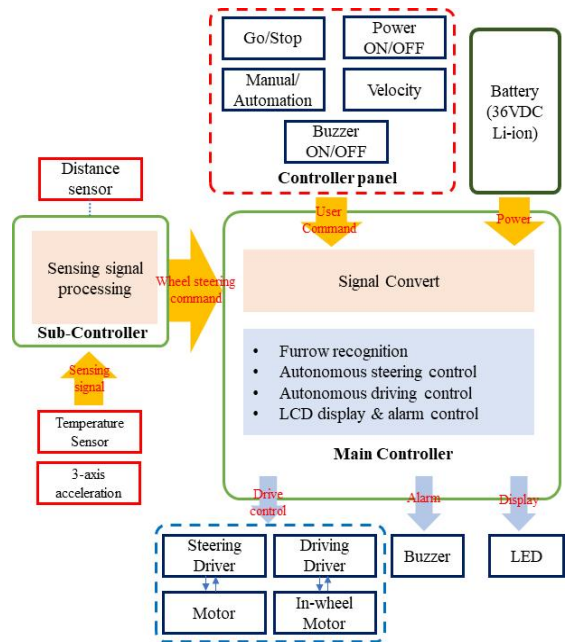 Go/Stop
Power
ON/OFF
Manual/
Automation
Velocity
Buzzer
ON/OFF
Controller panel
Battery
(36VDC
Li-ion)
Distance
sensor
User
Command
Power
Sensing signal
processing
Sub-Controller
Wheel steering
command
Signal Convert
• Furrow recognition
• Autonomous steering control
• Autonomous driving control
• LCD display & alarm control
Main Controller
Sensing
signal
Temperature
Sensor
3-axis
acceleration
Drive
control
Alarm
Display
Steering
Driver
Driving
Driver
Buzzer
LED
Motor
In-wheel
Motor